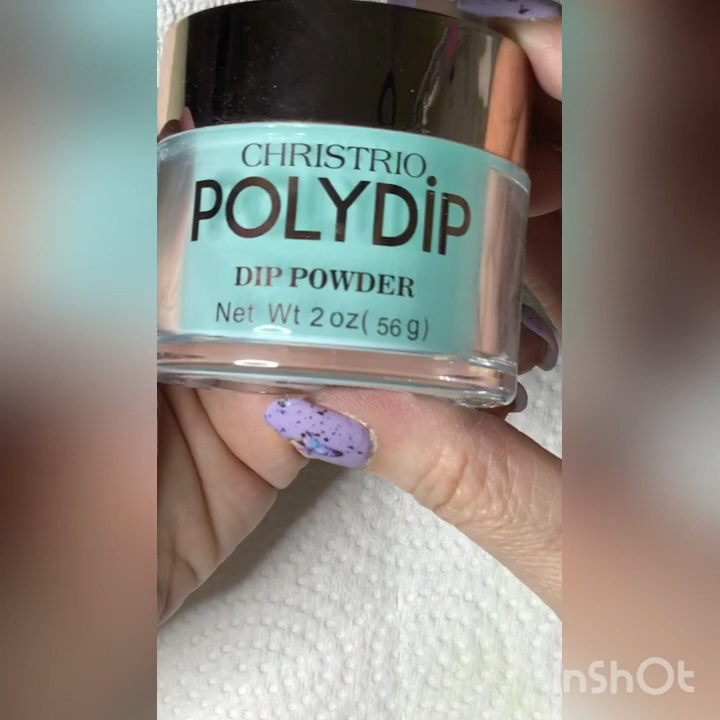 CHRISTRIO
POLYDiP
DIP POWDER
Net Wt 2 oz( 56 g)
InShOt